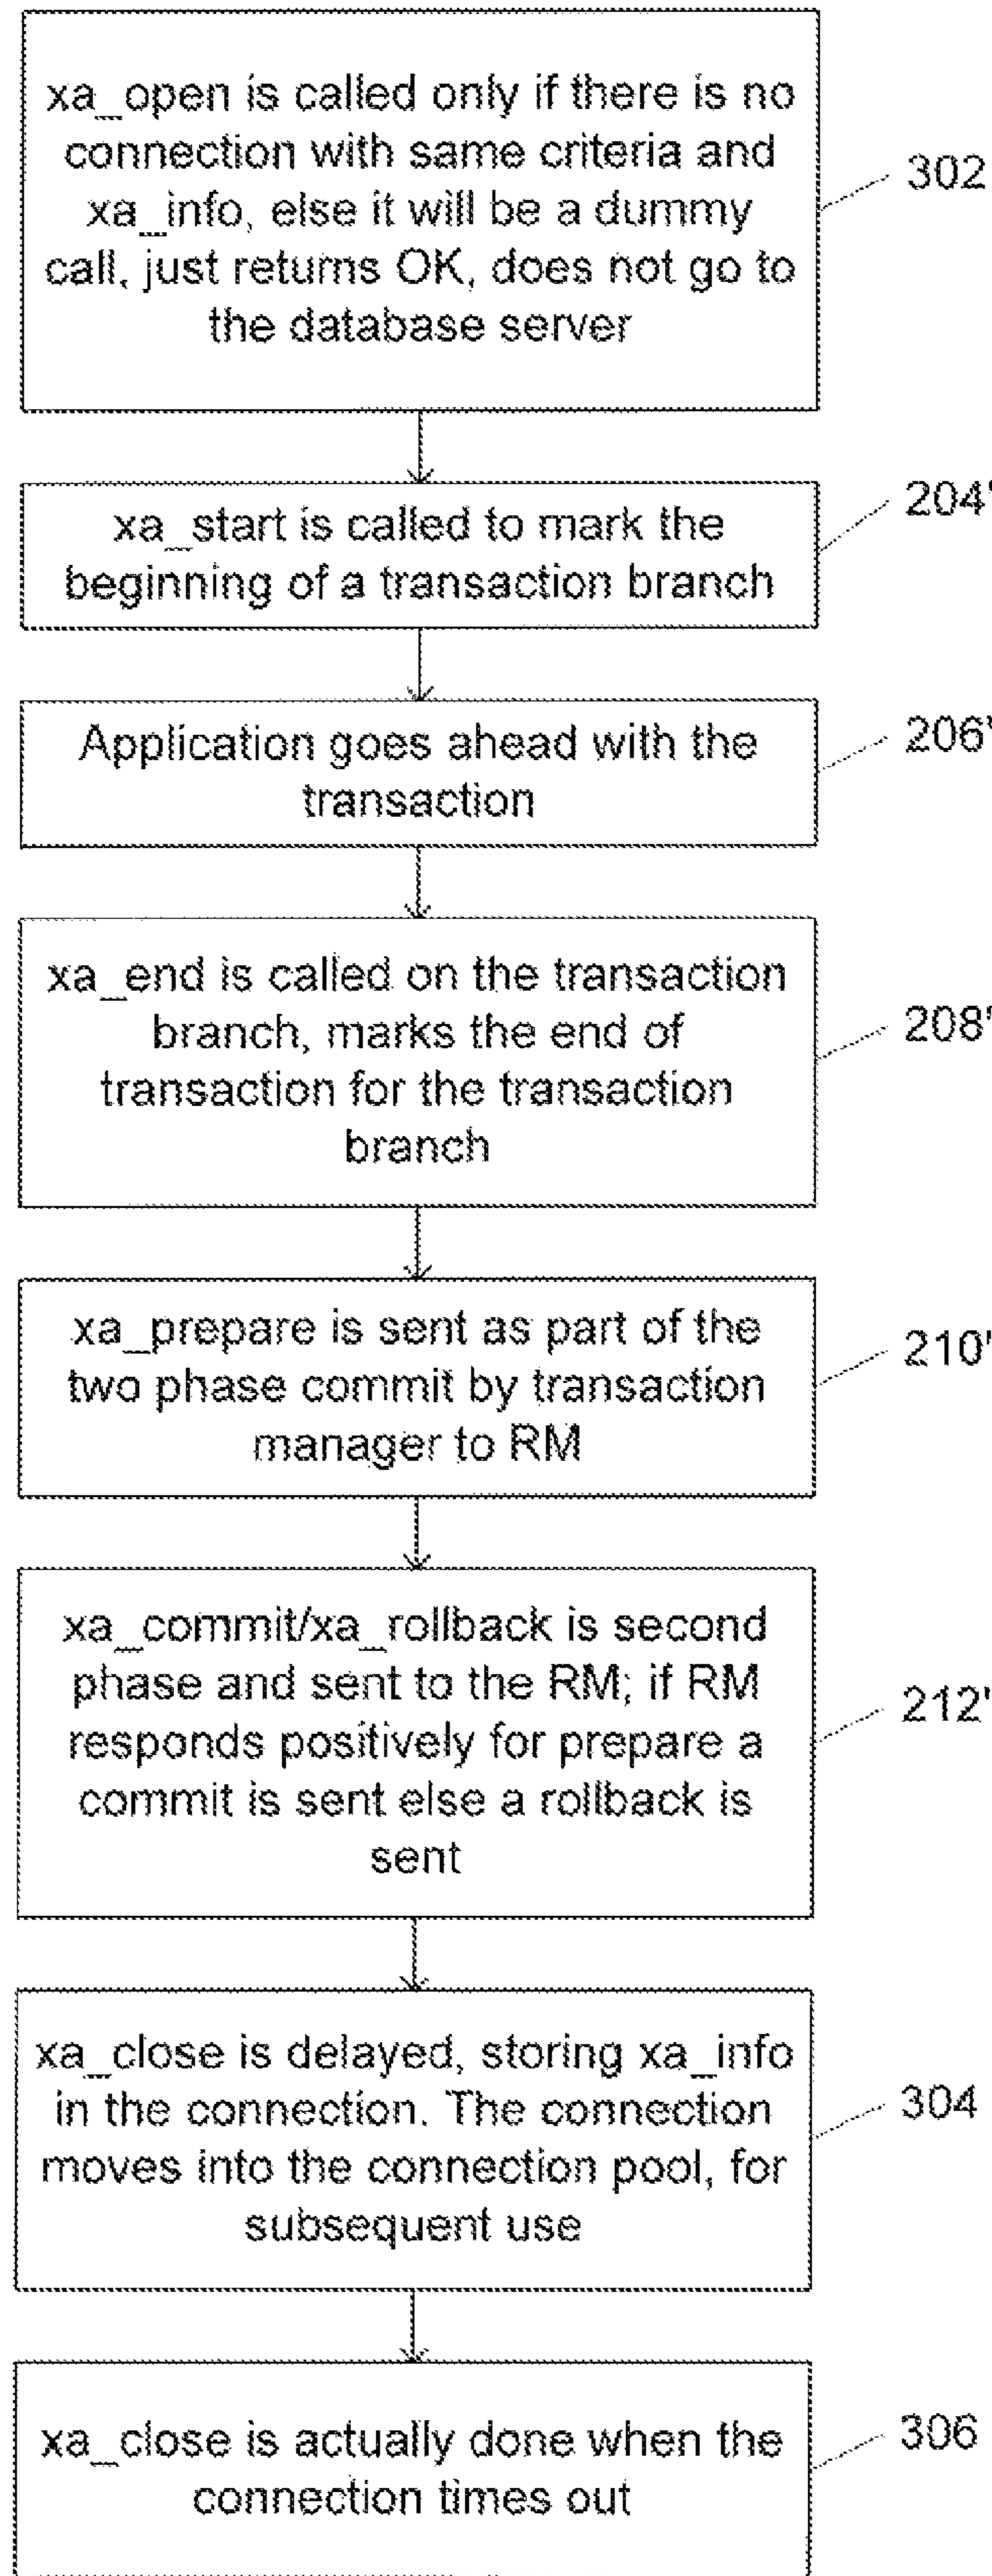 xa_open is called only if there is no
connection with same criteria and
xa_info, else it will be a dummy
call, just returns OK, does not go to
the database server
302
xa_start is called to mark the
beginning of a transaction branch
204'
Application goes ahead with the
transaction
206'
xa_end is called on the transaction
branch, marks the end of
transaction for the transaction
branch
208'
xa_prepare is sent as part of the
two phase commit by transaction
manager to RM
210'
xa_commit/xa_rollback is second
phase and sent to the RM; if RM
responds positively for prepare a
commit is sent else a rollback is
sent
212'
xa_close is delayed, storing xa_info
in the connection. The connection
moves into the connection pool, for
subsequent use
304
xa_close is actually done when the
connection times out
306